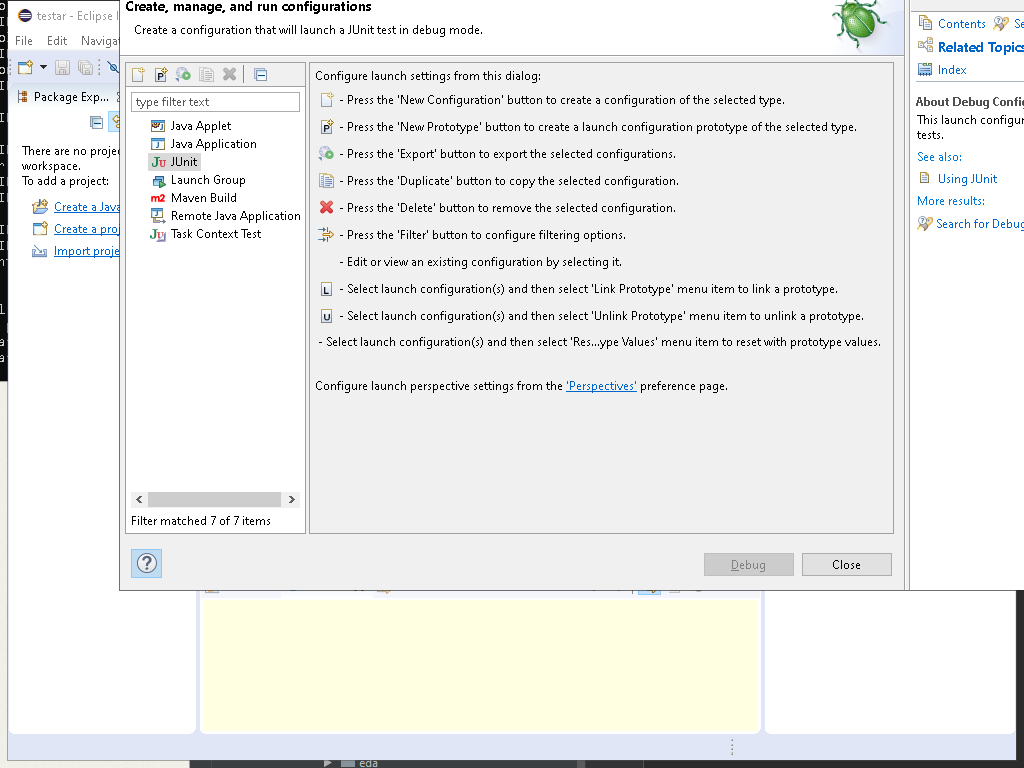 testar - Eclipse
File Edit
Package Exp...
There are no
workspace.
To add a project:
Create a Java
Create a
Import
Create, manage, and run configurations
Create a configuration that will launch a JUnit test in debug mode.
type filter text
Java Applet
Java Application
JUnit
Launch Group
Maven Build
Remote Java Application
Task Context Test
Filter matched 7 of 7 items
Configure launch settings from this dialog:
- Press the 'New Configuration' button to create a configuration of the selected type.
- Press the 'New Prototype' button to create a launch configuration prototype of the selected type.
- Press the 'Export' button to export the selected configurations.
- Press the 'Duplicate' button to copy the selected configuration.
- Press the 'Delete' button to remove the selected configuration.
- Press the 'Filter' button to configure filtering options.
- Edit or view an existing configuration by selecting it.
- Select launch configuration(s) and then select 'Link Prototype' menu item to link a prototype.
- Select launch configuration(s) and then select 'Unlink Prototype' menu item to unlink a prototype.
- Select launch configuration(s) and then select 'Res...ype Values' menu item to reset with prototype values.
Configure launch perspective settings from the 'Perspectives' preference page.
Debug
Close
Contents
Related Topics
Index
About Debug
This launch
tests.
See also:
Using JUnit
More results:
Search for Debug
eda